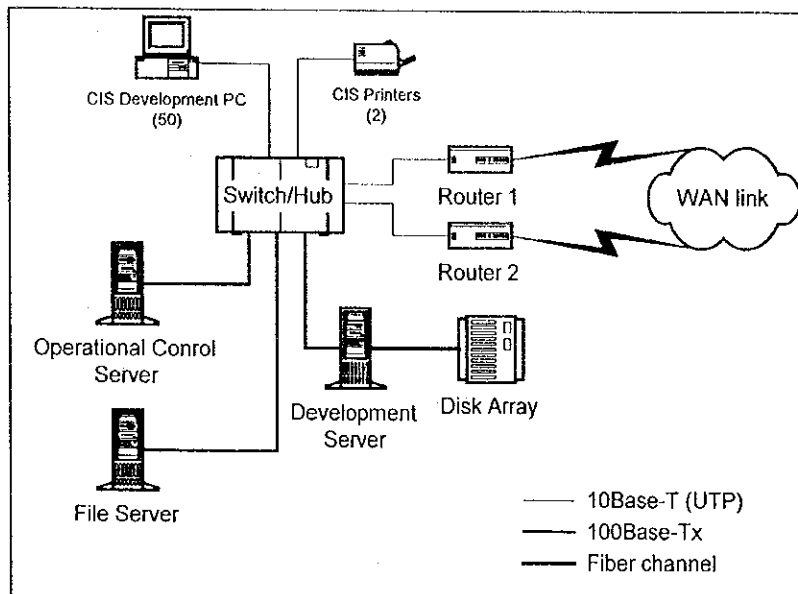 CIS Development PC
(50)
CIS Printers
(2)
Switch/Hub
Router 1
WAN link
Router 2
Operational Conrol
Server
Development
Server
Disk Array
File Server
10Base-T (UTP)
100Base-Tx
Fiber channel